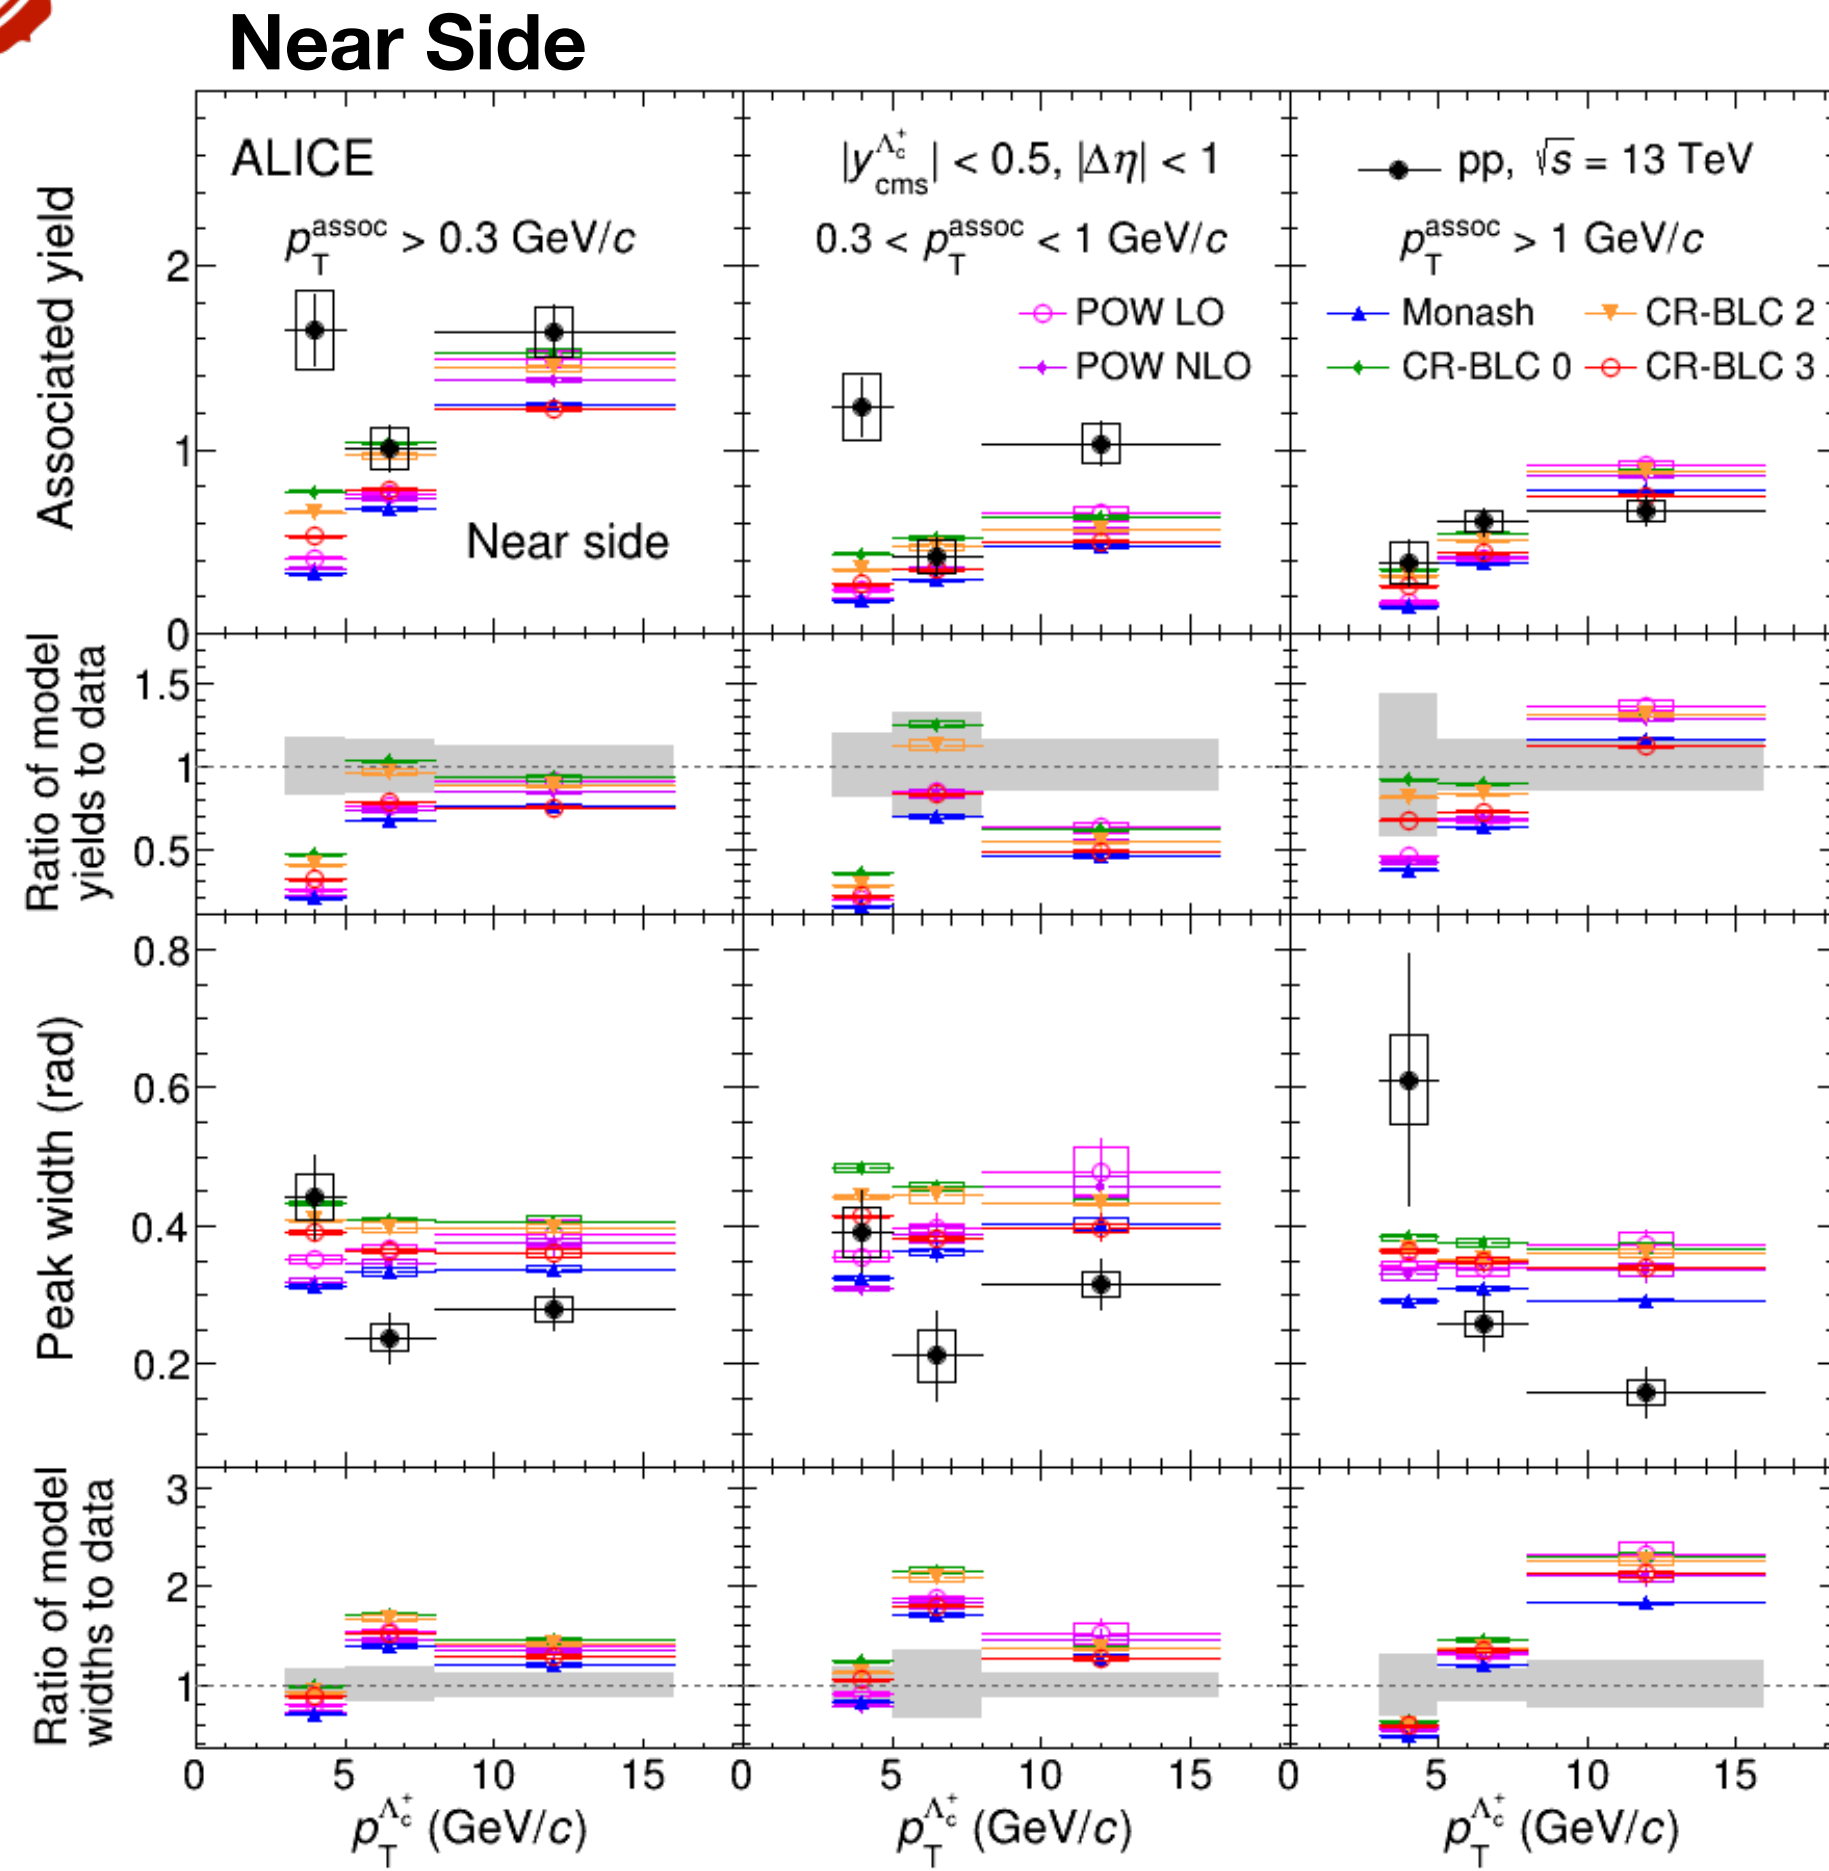 Near Side
ALICE
|y_cms^Λc+| < 0.5, |Δη| < 1
pp, √s = 13 TeV
p_T^assoc > 0.3 GeV/c
0.3 < p_T^assoc < 1 GeV/c
p_T^assoc > 1 GeV/c
POW LO
Monash
CR-BLC 2
POW NLO
CR-BLC 0
CR-BLC 3
Near side
Associated yield
2
1
0
Ratio of model
yields to data
1.5
1
0.5
Peak width (rad)
0.8
0.6
0.4
0.2
Ratio of model
widths to data
3
2
1
0 5 10 15 0 5 10 15 0 5 10 15
p_T^Λc+ (GeV/c)
p_T^Λc+ (GeV/c)
p_T^Λc+ (GeV/c)